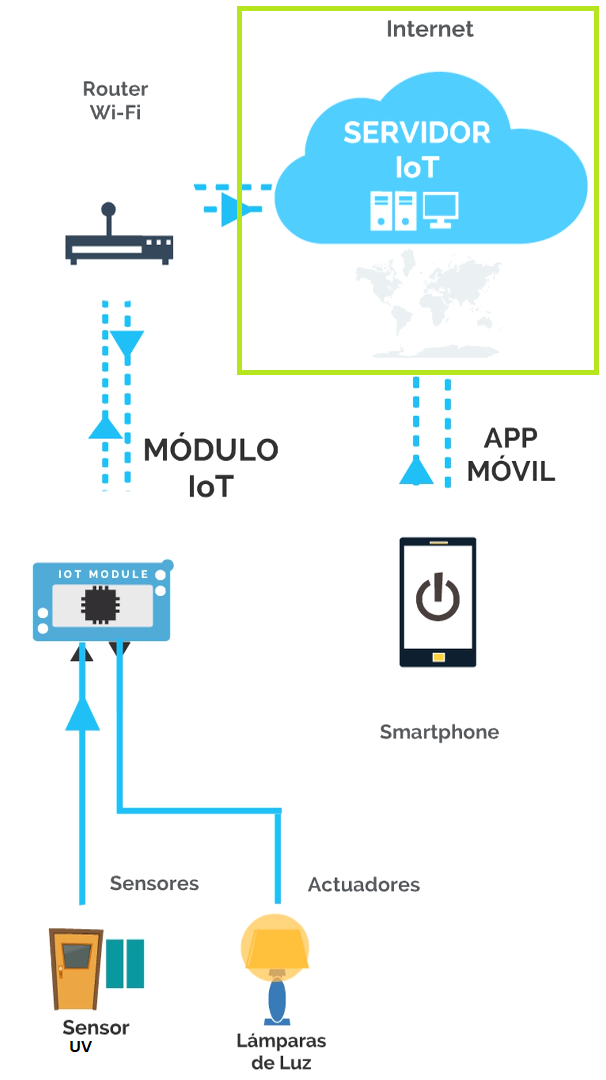 Internet
Router
Wi-Fi
SERVIDOR
IoT
MÓDULO
IoT
APP
MÓVIL
IOT MODULE
Smartphone
Sensores
Actuadores
Sensor
UV
Lámparas
de Luz